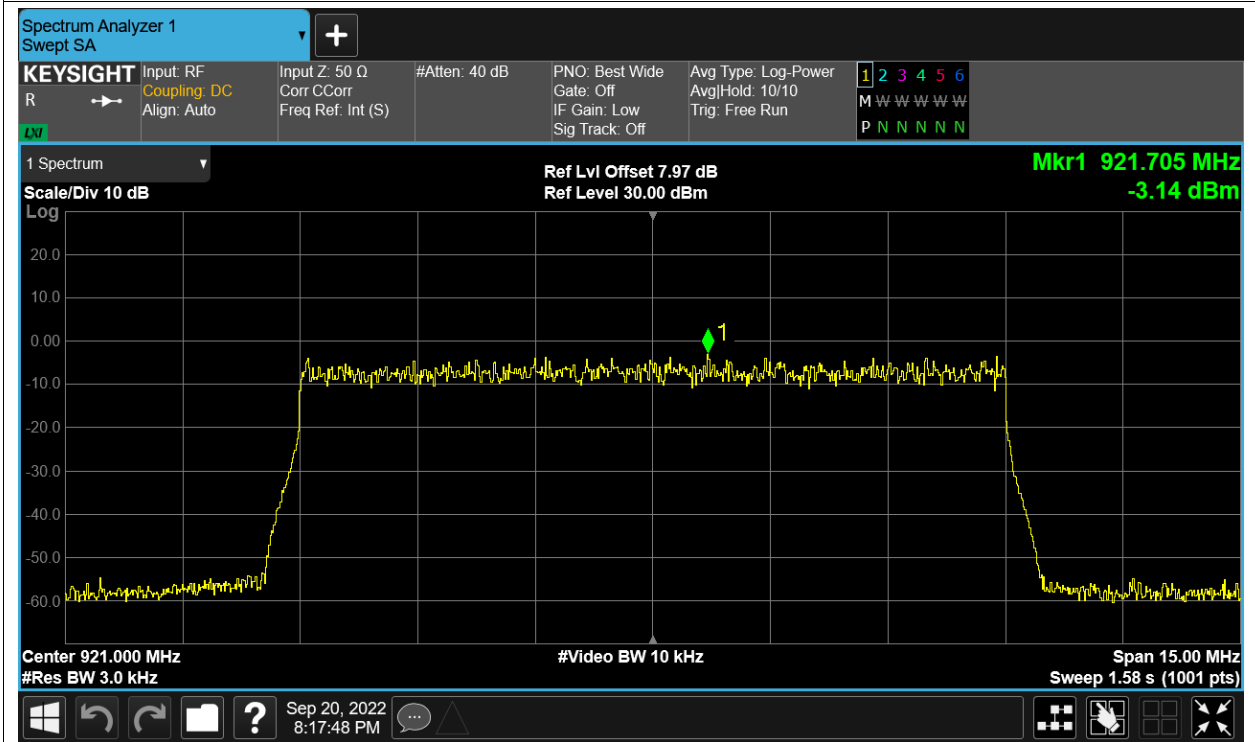 Spectrum Analyzer 1
Swept SA
KEYSIGHT
R
LXI
Input: RF
Coupling: DC
Align: Auto
Input Z: 50 Ω
Corr CCorr
Freq Ref: Int (S)
#Atten: 40 dB
PNO: Best Wide
Gate: Off
IF Gain: Low
Sig Track: Off
Avg Type: Log-Power
Avg|Hold: 10/10
Trig: Free Run
1 2 3 4 5 6
M W W W W W
P N N N N N
1 Spectrum
Scale/Div 10 dB
Log
Ref Lvl Offset 7.97 dB
Ref Level 30.00 dBm
Mkr1 921.705 MHz
-3.14 dBm
20.0
10.0
0.00
-10.0
-20.0
-30.0
-40.0
-50.0
-60.0
1
Center 921.000 MHz
#Res BW 3.0 kHz
#Video BW 10 kHz
Span 15.00 MHz
Sweep 1.58 s (1001 pts)
?
Sep 20, 2022
8:17:48 PM